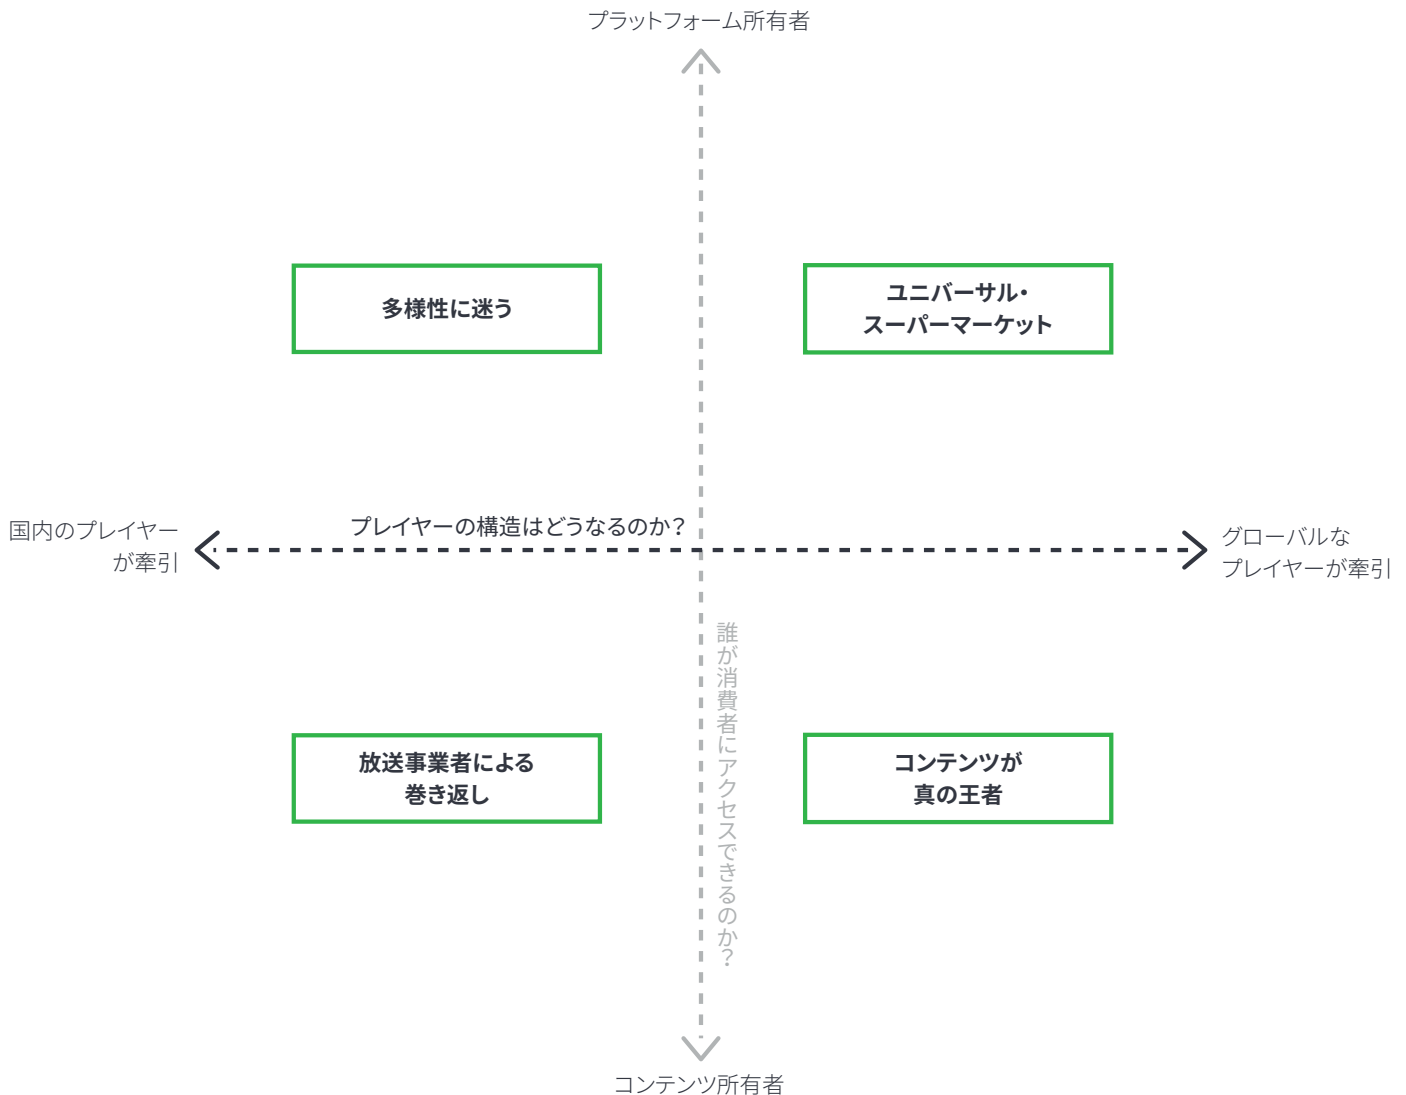 プラットフォーム所有者
多様性に迷う
ユニバーサル・
スーパーマーケット
プレイヤーの構造はどうなるのか？
国内のプレイヤー
が牽引
グローバルな
プレイヤーが牽引
誰が消費者にアクセスできるのか？
放送事業者による
巻き返し
コンテンツが
真の王者
コンテンツ所有者